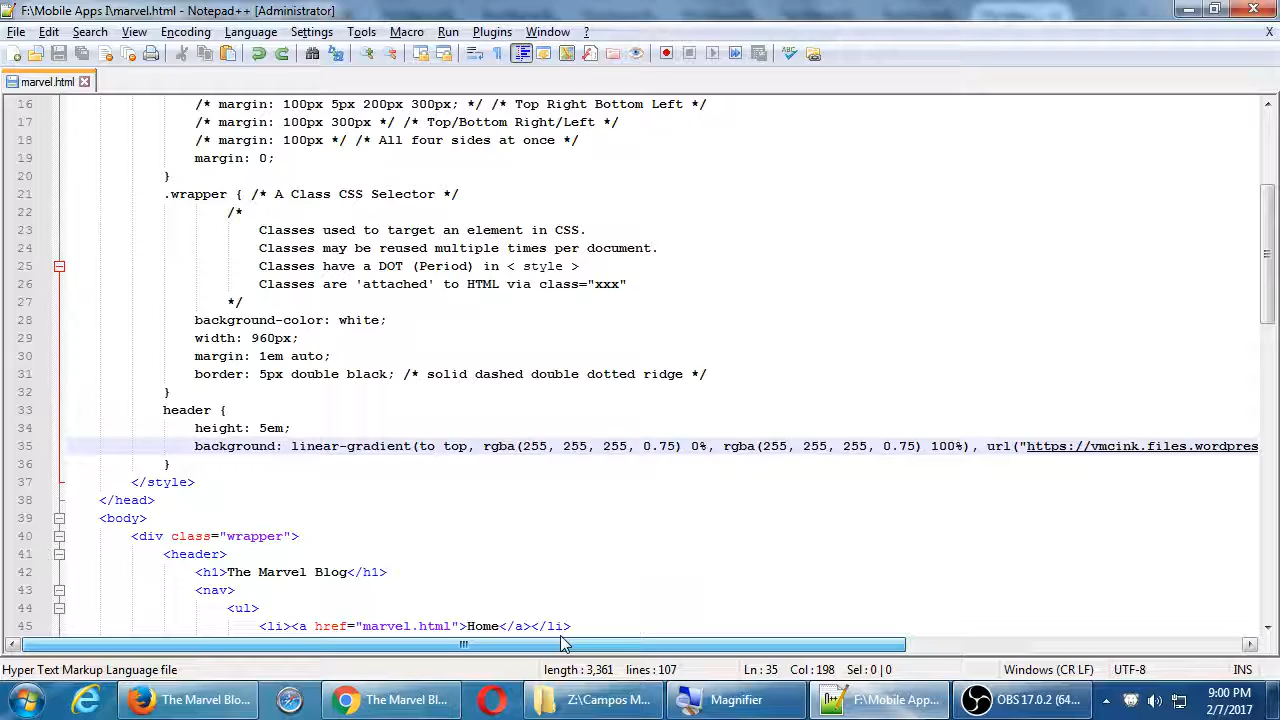 F:\Mobile Apps I\marvel.html - Notepad++ [Administrator]
File Edit Search View Encoding Language Settings Tools Macro Run Plugins Window ? X
marvel.html
16 /* margin: 100px 5px 200px 300px; */ /* Top Right Bottom Left */
17 /* margin: 100px 300px */ /* Top/Bottom Right/Left */
18 /* margin: 100px */ /* All four sides at once */
19 margin: 0;
20 }
21 .wrapper { /* A Class CSS Selector */
22 /*
23 Classes used to target an element in CSS.
24 Classes may be reused multiple times per document.
25 Classes have a DOT (Period) in < style >
26 Classes are 'attached' to HTML via class="xxx"
27 */
28 background-color: white;
29 width: 960px;
30 margin: 1em auto;
31 border: 5px double black; /* solid dashed double dotted ridge */
32 }
33 header {
34 height: 5em;
35 background: linear-gradient(to top, rgba(255, 255, 255, 0.75) 0%, rgba(255, 255, 255, 0.75) 100%), url("https://vmcink.files.wordpres
36 }
37 </style>
38 </head>
39 <body>
40 <div class="wrapper">
41 <header>
42 <h1>The Marvel Blog</h1>
43 <nav>
44 <ul>
45 <li><a href="marvel.html">Home</a></li>
Hyper Text Markup Language file length : 3,361 lines : 107 Ln : 35 Col : 198 Sel : 0 | 0 Windows (CR LF) UTF-8 INS
The Marvel Blo... The Marvel Bl... Z:\Campos M... Magnifier F:\Mobile App... OBS 17.0.2 (64... 9:00 PM
2/7/2017